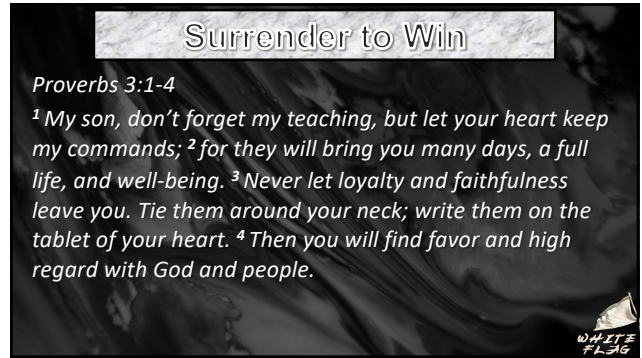 Surrender to Win
Proverbs 3:1-4
1 My son, don’t forget my teaching, but let your heart keep
my commands; 2 for they will bring you many days, a full
life, and well-being. 3 Never let loyalty and faithfulness
leave you. Tie them around your neck; write them on the
tablet of your heart. 4 Then you will find favor and high
regard with God and people.
WHITE
FLAG